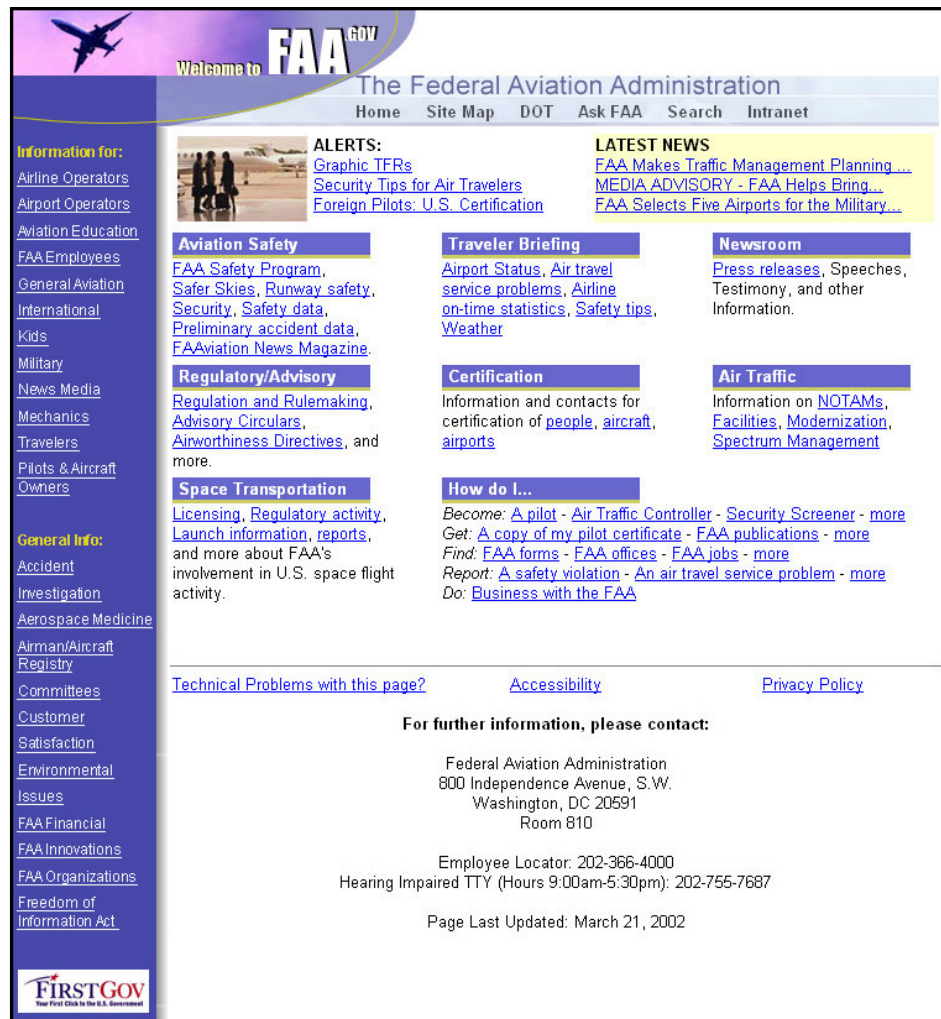 Welcome to FAA.GOV
The Federal Aviation Administration
Home Site Map DOT Ask FAA Search Intranet
Information for:
Airline Operators
Airport Operators
Aviation Education
FAA Employees
General Aviation
International
Kids
Military
News Media
Mechanics
Travelers
Pilots & Aircraft
Owners
General Info:
Accident
Investigation
Aerospace Medicine
Airman/Aircraft
Registry
Committees
Customer
Satisfaction
Environmental
Issues
FAA Financial
FAA Innovations
FAA Organizations
Freedom of
Information Act
FIRSTGOV
Your First Click to the U.S. Government
ALERTS:
Graphic TFRs
Security Tips for Air Travelers
Foreign Pilots: U.S. Certification
LATEST NEWS
FAA Makes Traffic Management Planning ...
MEDIA ADVISORY - FAA Helps Bring...
FAA Selects Five Airports for the Military...
Aviation Safety
FAA Safety Program,
Safer Skies, Runway safety,
Security, Safety data,
Preliminary accident data,
FAAviation News Magazine.
Traveler Briefing
Airport Status, Air travel
service problems, Airline
on-time statistics, Safety tips,
Weather
Newsroom
Press releases, Speeches,
Testimony, and other
Information.
Regulatory/Advisory
Regulation and Rulemaking,
Advisory Circulars,
Airworthiness Directives, and
more.
Certification
Information and contacts for
certification of people, aircraft,
airports
Air Traffic
Information on NOTAMs,
Facilities, Modernization,
Spectrum Management
Space Transportation
Licensing, Regulatory activity,
Launch information, reports,
and more about FAA's
involvement in U.S. space flight
activity.
How do I...
Become: A pilot - Air Traffic Controller - Security Screener - more
Get: A copy of my pilot certificate - FAA publications - more
Find: FAA forms - FAA offices - FAA jobs - more
Report: A safety violation - An air travel service problem - more
Do: Business with the FAA
Technical Problems with this page? Accessibility Privacy Policy
For further information, please contact:
Federal Aviation Administration
800 Independence Avenue, S.W.
Washington, DC 20591
Room 810
Employee Locator: 202-366-4000
Hearing Impaired TTY (Hours 9:00am-5:30pm): 202-755-7687
Page Last Updated: March 21, 2002